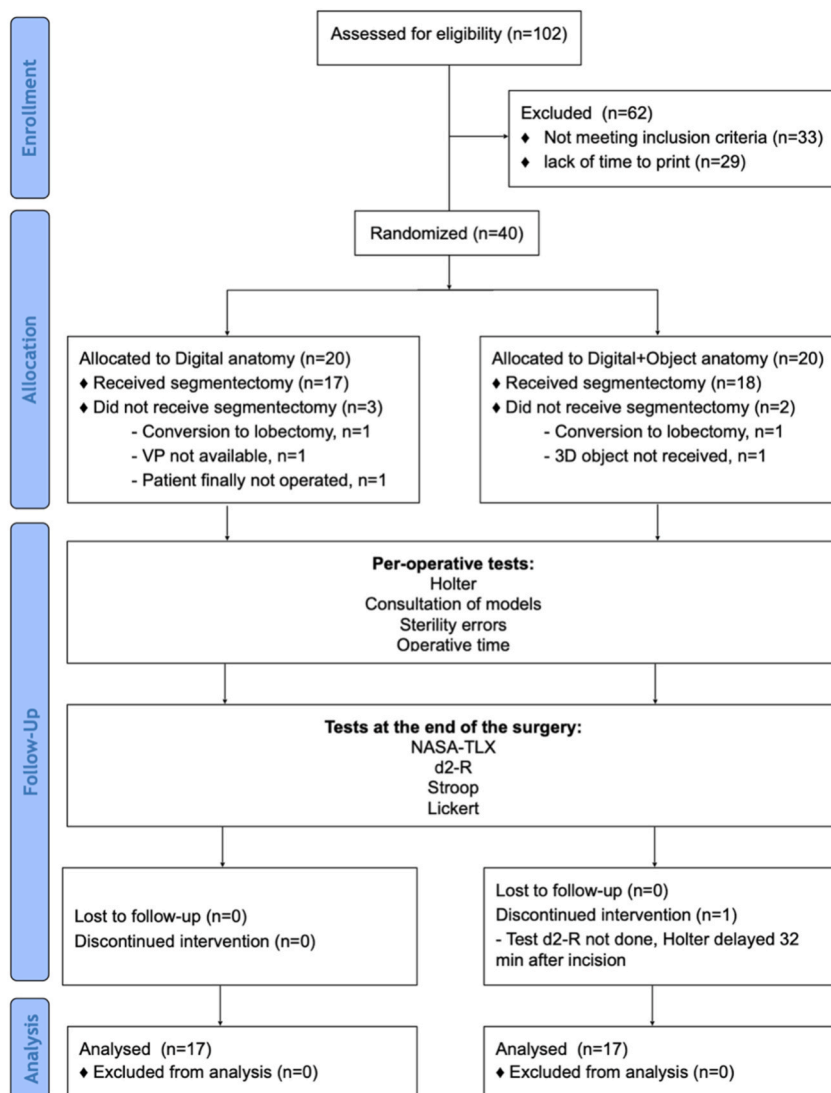 Enrollment
Assessed for eligibility (n=102)
Excluded (n=62)
♦ Not meeting inclusion criteria (n=33)
♦ lack of time to print (n=29)
Allocation
Randomized (n=40)
Allocated to Digital anatomy (n=20)
♦ Received segmentectomy (n=17)
♦ Did not receive segmentectomy (n=3)
- Conversion to lobectomy, n=1
- VP not available, n=1
- Patient finally not operated, n=1
Allocated to Digital+Object anatomy (n=20)
♦ Received segmentectomy (n=18)
♦ Did not receive segmentectomy (n=2)
- Conversion to lobectomy, n=1
- 3D object not received, n=1
Follow-Up
Per-operative tests:
Holter
Consultation of models
Sterility errors
Operative time
Tests at the end of the surgery:
NASA-TLX
d2-R
Stroop
Lickert
Lost to follow-up (n=0)
Discontinued intervention (n=0)
Lost to follow-up (n=0)
Discontinued intervention (n=1)
- Test d2-R not done, Holter delayed 32
min after incision
Analysis
Analysed (n=17)
♦ Excluded from analysis (n=0)
Analysed (n=17)
♦ Excluded from analysis (n=0)